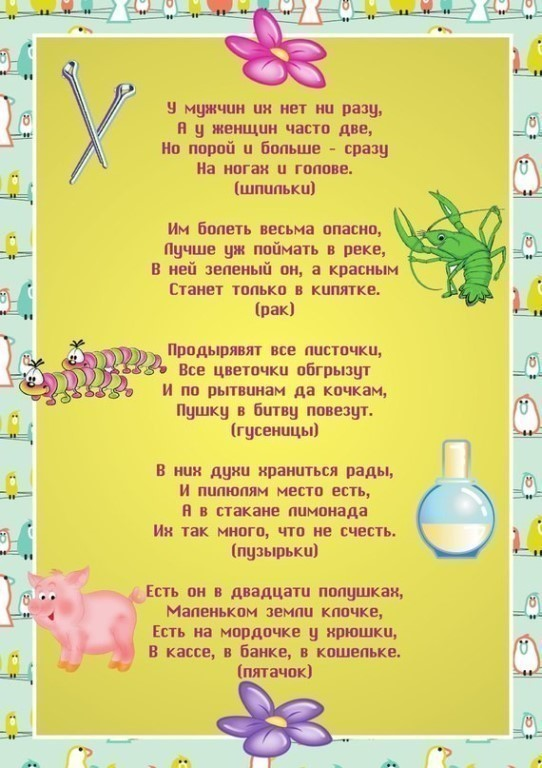 У мужчин их нет ни разу,
А у женщин часто две,
Но порой и больше - сразу
На ногах и голове.
(шпильки)
Им болеть весьма опасно,
Лучше уж поймать в реке,
В ней зеленый он, а красным
Станет только в кипятке.
(рак)
Продырявят все листочки,
Все цветочки обгрызут
И по рытвинам да кочкам,
Пушку в битву повезут.
(гусеницы)
В них духи храниться рады,
И пилюлям место есть,
А в стакане лимонада
Их так много, что не счесть.
(пузырьки)
Есть он в двадцати полушках,
Маленьком земли клочке,
Есть на мордочке у хрюшки,
В кассе, в банке, в кошельке.
(пятачок)